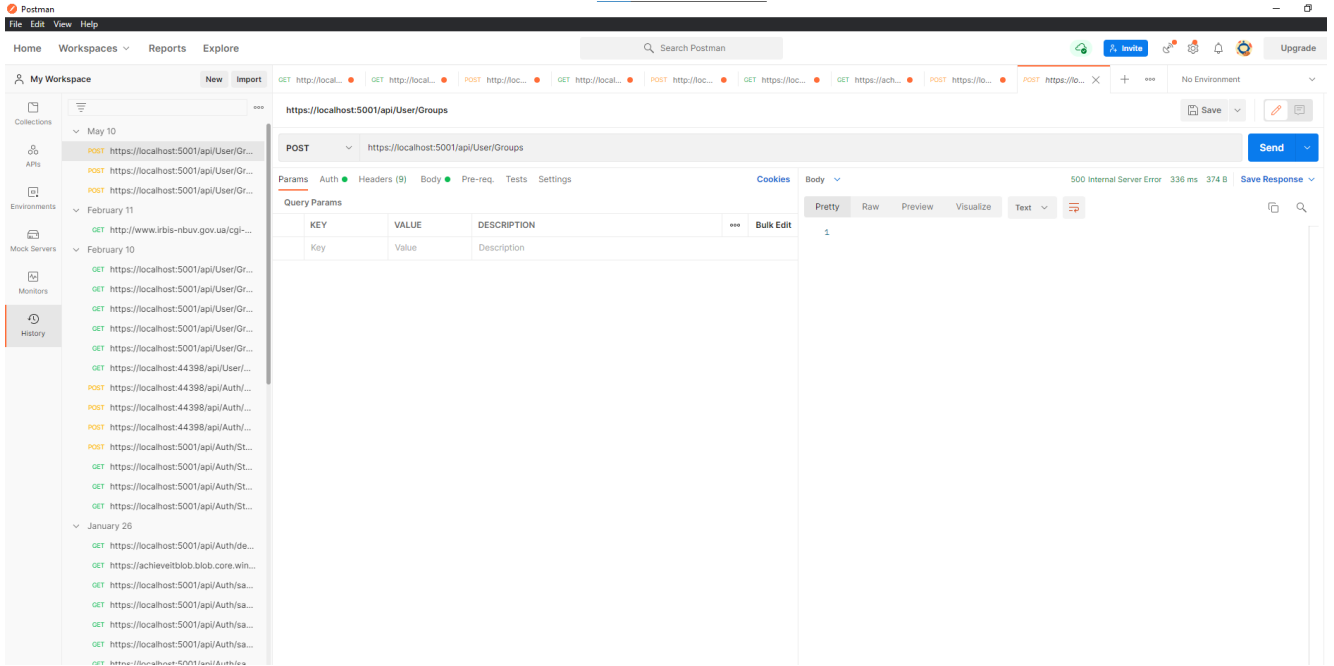 Postman
File Edit View Help
Home Workspaces Reports Explore
Search Postman
Invite
Upgrade
My Workspace
New Import
GET http://local...
GET http://local...
POST http://loc...
GET http://local...
POST http://loc...
GET https://loc...
GET https://ach...
POST https://lo...
POST https://lo...
No Environment
Collections
APIs
Environments
Mock Servers
Monitors
History
May 10
POST https://localhost:5001/api/User/Gr...
POST https://localhost:5001/api/User/Gr...
POST https://localhost:5001/api/User/Gr...
February 11
GET http://www.irbis-nbuv.gov.ua/cgi-...
February 10
GET https://localhost:5001/api/User/Gr...
GET https://localhost:5001/api/User/Gr...
GET https://localhost:5001/api/User/Gr...
GET https://localhost:5001/api/User/Gr...
GET https://localhost:5001/api/User/Gr...
GET https://localhost:44398/api/User/...
POST https://localhost:44398/api/Auth/...
POST https://localhost:44398/api/Auth/...
POST https://localhost:44398/api/Auth/...
POST https://localhost:5001/api/Auth/St...
GET https://localhost:5001/api/Auth/St...
GET https://localhost:5001/api/Auth/St...
GET https://localhost:5001/api/Auth/St...
January 26
GET https://localhost:5001/api/Auth/de...
GET https://achieveitblob.blob.core.win...
GET https://localhost:5001/api/Auth/sa...
GET https://localhost:5001/api/Auth/sa...
GET https://localhost:5001/api/Auth/sa...
GET https://localhost:5001/api/Auth/sa...
GET https://localhost:5001/api/Auth/sa...
https://localhost:5001/api/User/Groups
Save
POST https://localhost:5001/api/User/Groups
Send
Params Auth Headers (9) Body Pre-req. Tests Settings
Cookies
Query Params
KEY VALUE DESCRIPTION
Bulk Edit
Key Value Description
Body
500 Internal Server Error 336 ms 374 B Save Response
Pretty Raw Preview Visualize Text
1